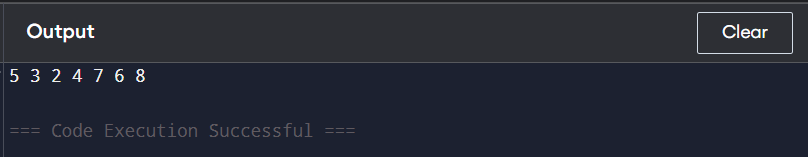 Output
Clear
5 3 2 4 7 6 8
=== Code Execution Successful ===